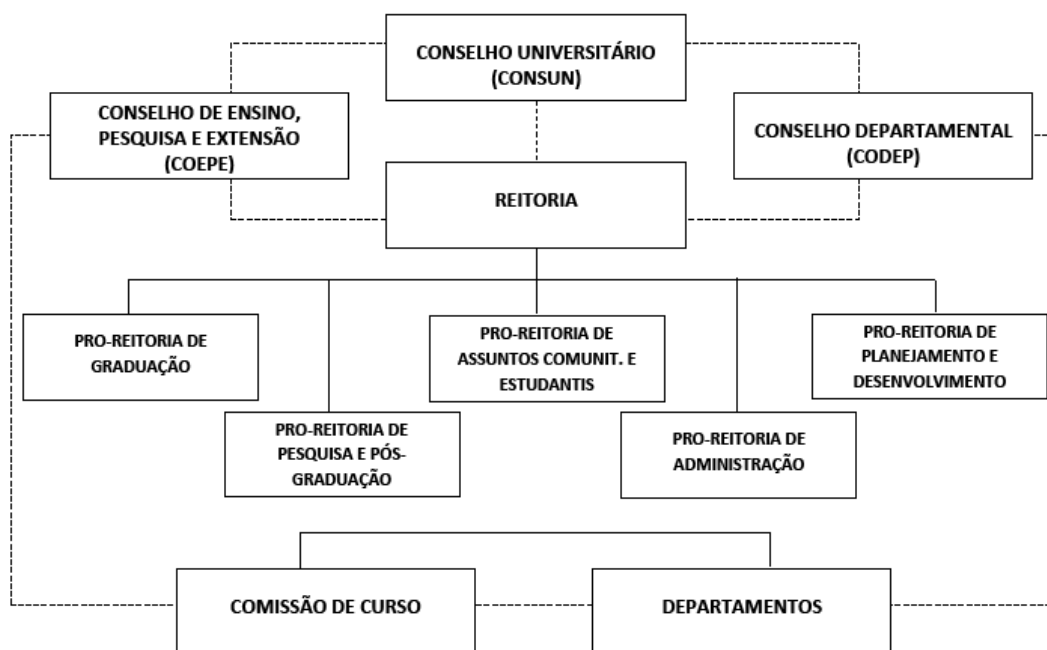 CONSELHO UNIVERSITÁRIO
(CONSUN)
CONSELHO DE ENSINO,
PESQUISA E EXTENSÃO
(COEPE)
CONSELHO DEPARTAMENTAL
(CODEP)
REITORIA
PRO-REITORIA DE
GRADUAÇÃO
PRO-REITORIA DE
ASSUNTOS COMUNIT. E
ESTUDANTIS
PRO-REITORIA DE
PLANEJAMENTO E
DESENVOLVIMENTO
PRO-REITORIA DE
PESQUISA E PÓS-
GRADUAÇÃO
PRO-REITORIA DE
ADMINISTRAÇÃO
COMISSÃO DE CURSO
DEPARTAMENTOS